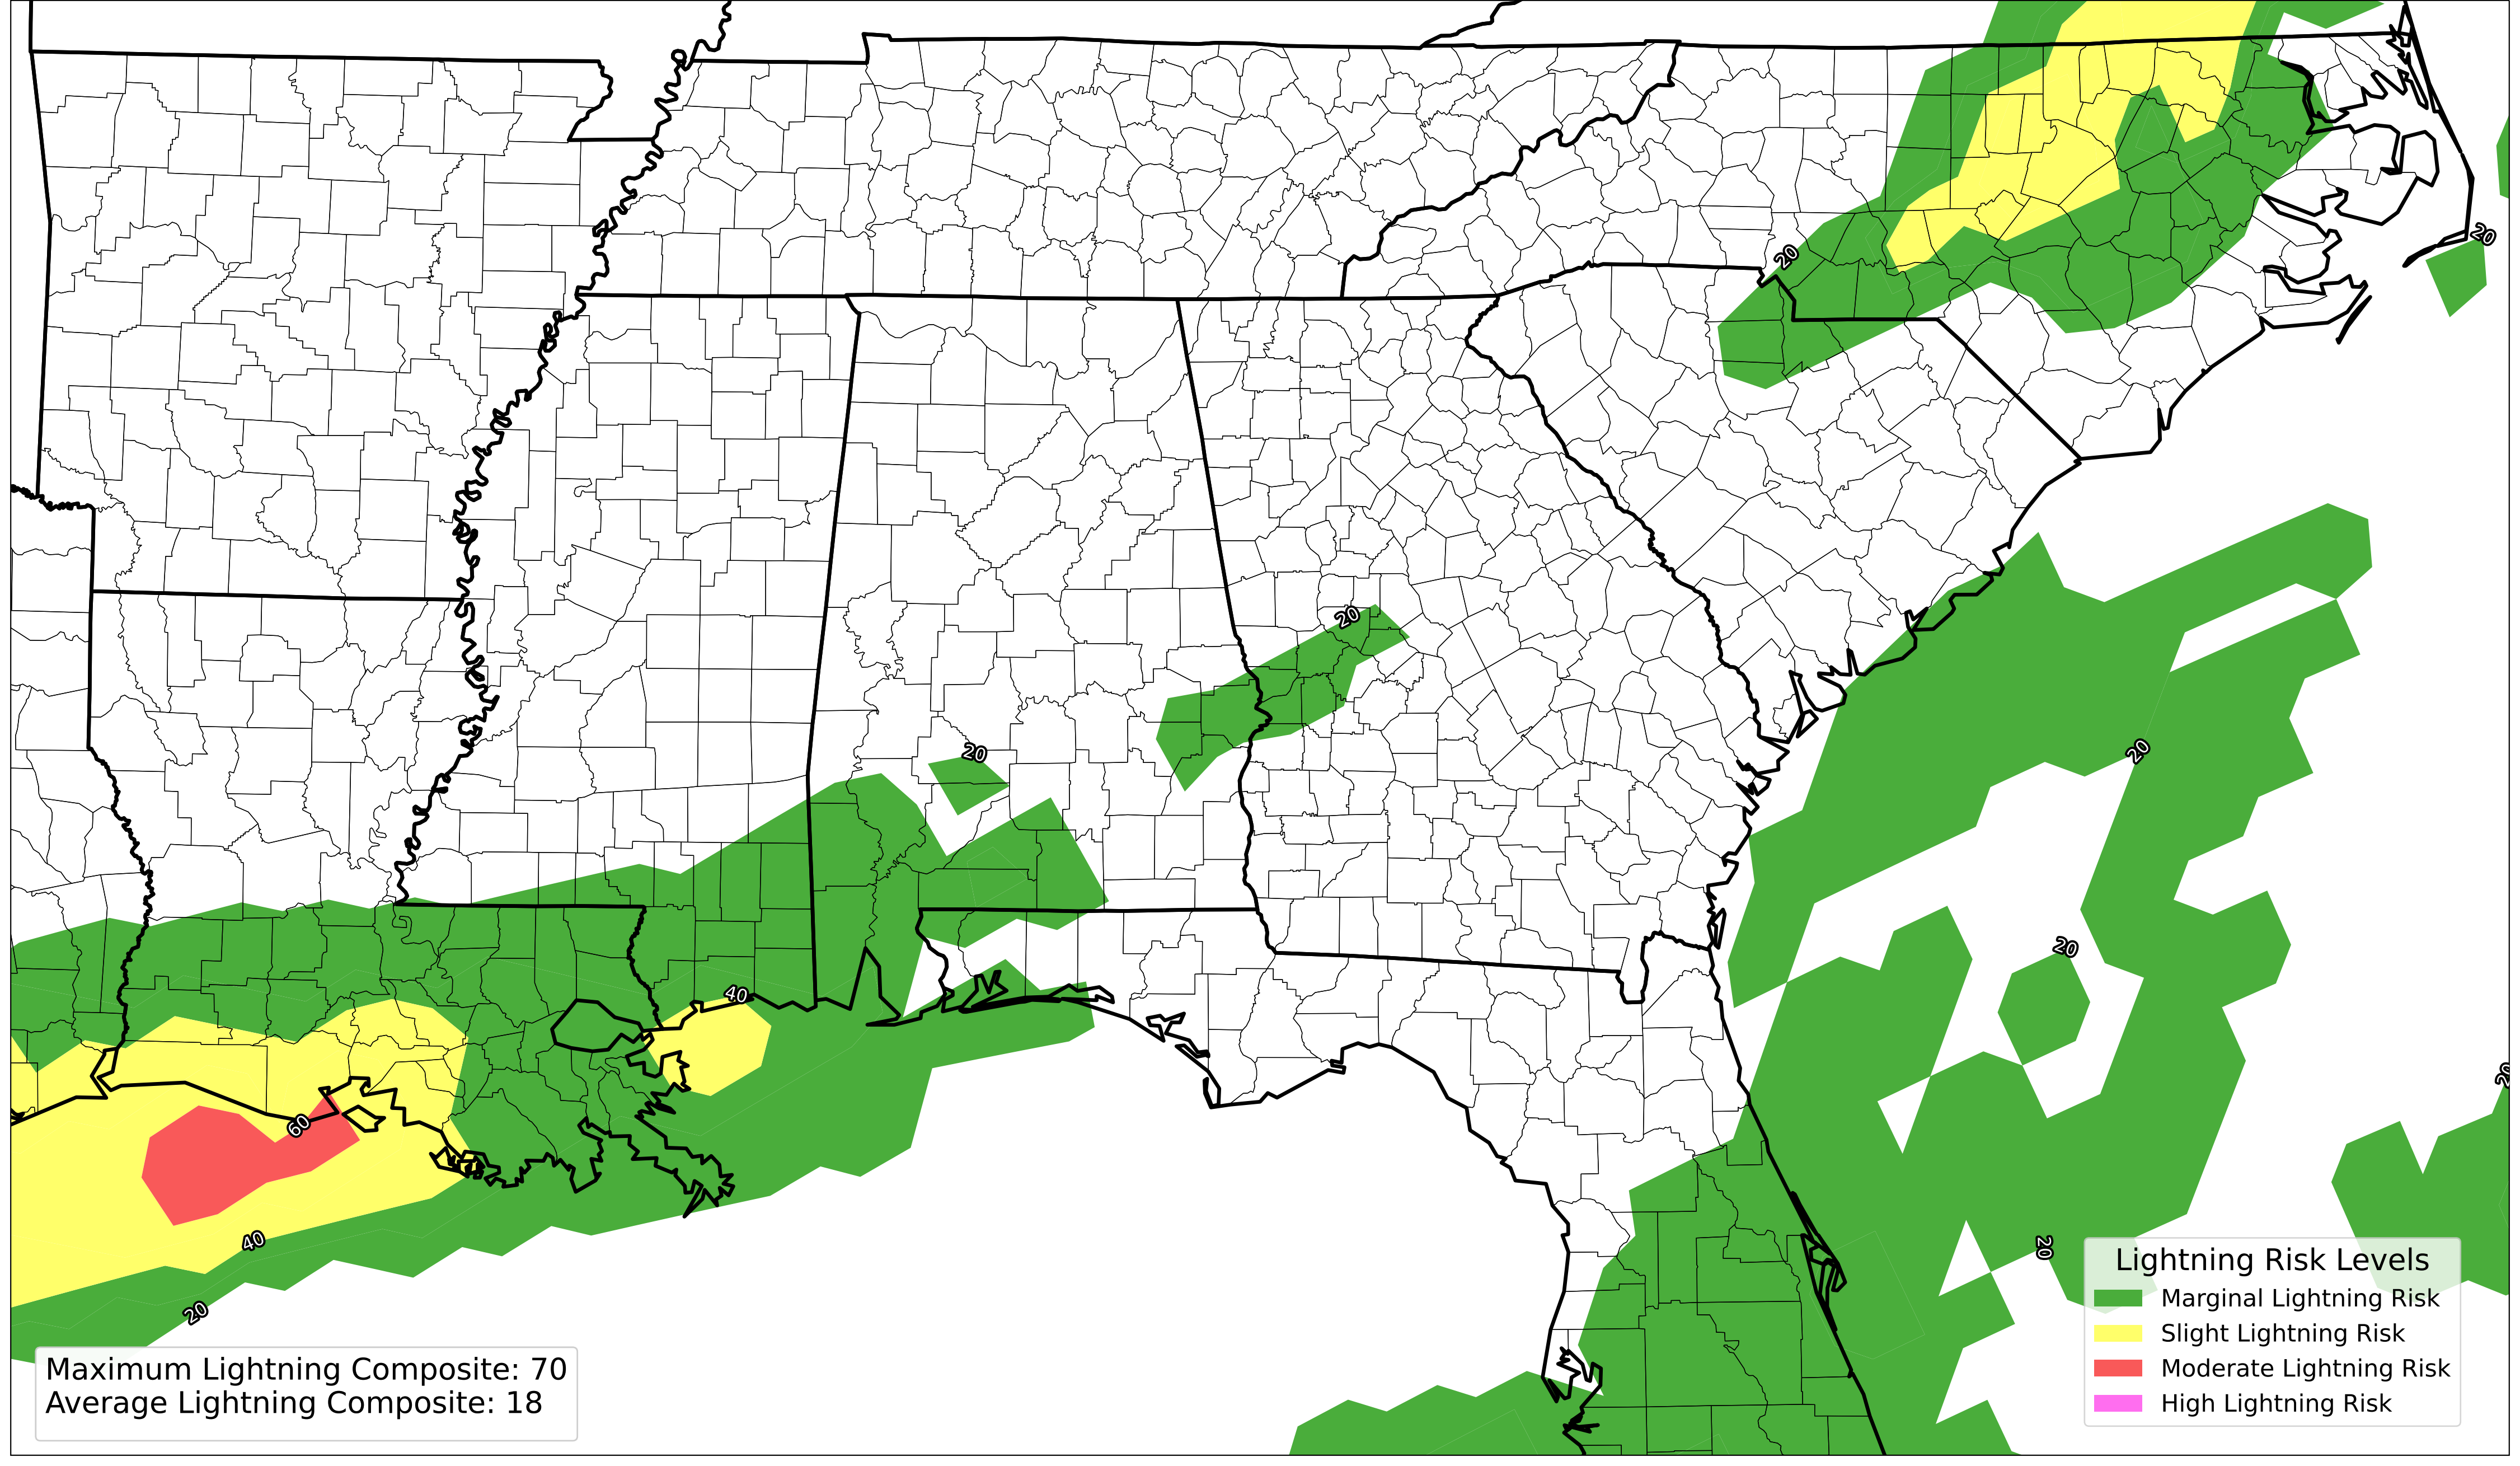 20
20
20
20
20
20
40
20
60
40
20
20
20
Lightning Risk Levels
Marginal Lightning Risk
Slight Lightning Risk
Moderate Lightning Risk
High Lightning Risk
Maximum Lightning Composite: 70
Average Lightning Composite: 18